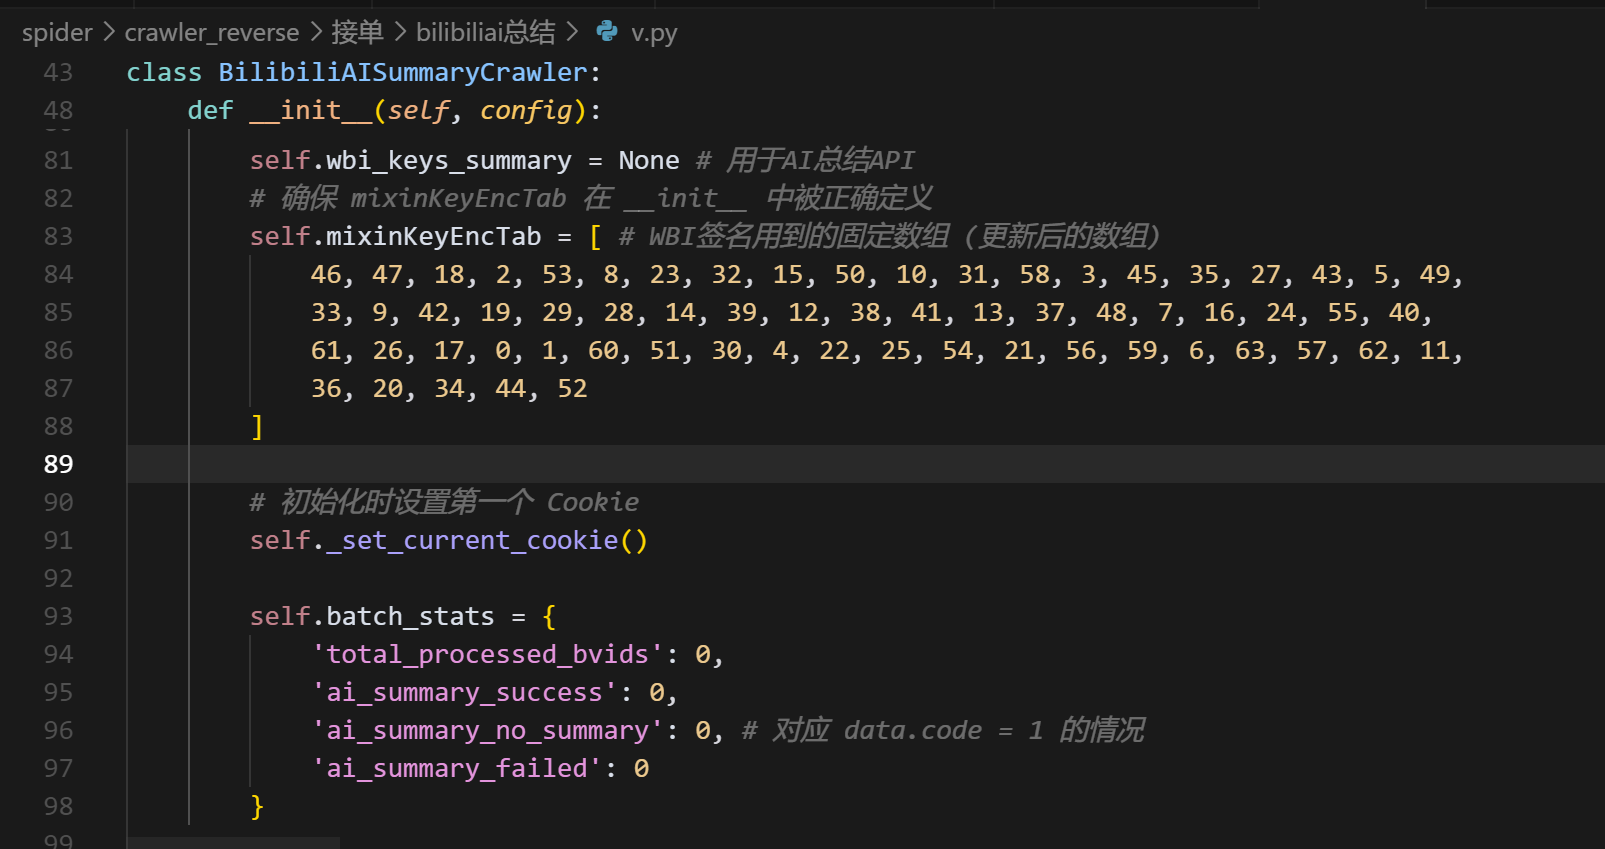 spider > crawler_reverse > 接单 > bilibiliai总结 > v.py
43 class BilibiliAISummaryCrawler:
48 def __init__(self, config):
81 self.wbi_keys_summary = None # 用于AI总结API
82 # 确保 mixinKeyEncTab 在 __init__ 中被正确定义
83 self.mixinKeyEncTab = [ # WBI签名用到的固定数组 (更新后的数组)
84 46, 47, 18, 2, 53, 8, 23, 32, 15, 50, 10, 31, 58, 3, 45, 35, 27, 43, 5, 49,
85 33, 9, 42, 19, 29, 28, 14, 39, 12, 38, 41, 13, 37, 48, 7, 16, 24, 55, 40,
86 61, 26, 17, 0, 1, 60, 51, 30, 4, 22, 25, 54, 21, 56, 59, 6, 63, 57, 62, 11,
87 36, 20, 34, 44, 52
88 ]
89
90 # 初始化时设置第一个 Cookie
91 self._set_current_cookie()
92
93 self.batch_stats = {
94 'total_processed_bvids': 0,
95 'ai_summary_success': 0,
96 'ai_summary_no_summary': 0, # 对应 data.code = 1 的情况
97 'ai_summary_failed': 0
98 }
99